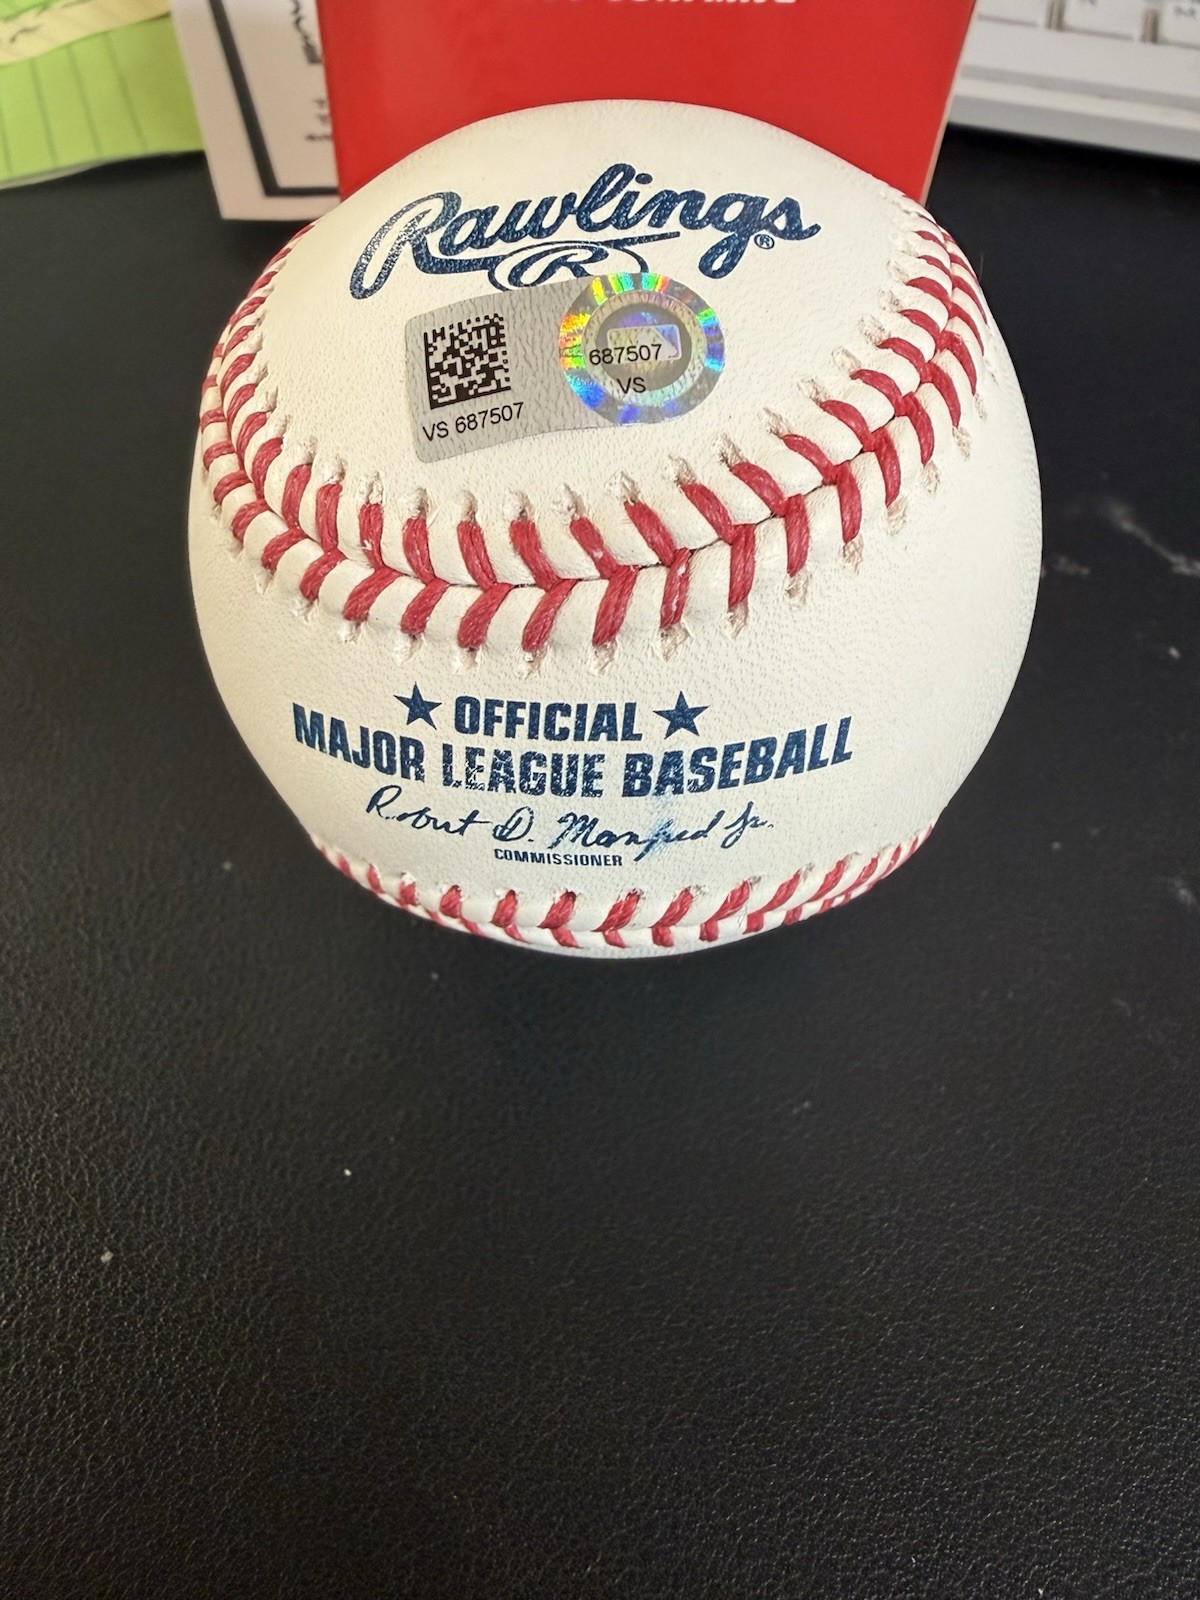 Rawlings®
R
687507
VS
VS 687507
★ OFFICIAL ★
MAJOR LEAGUE BASEBALL
Robert D. Manfred Jr.
COMMISSIONER